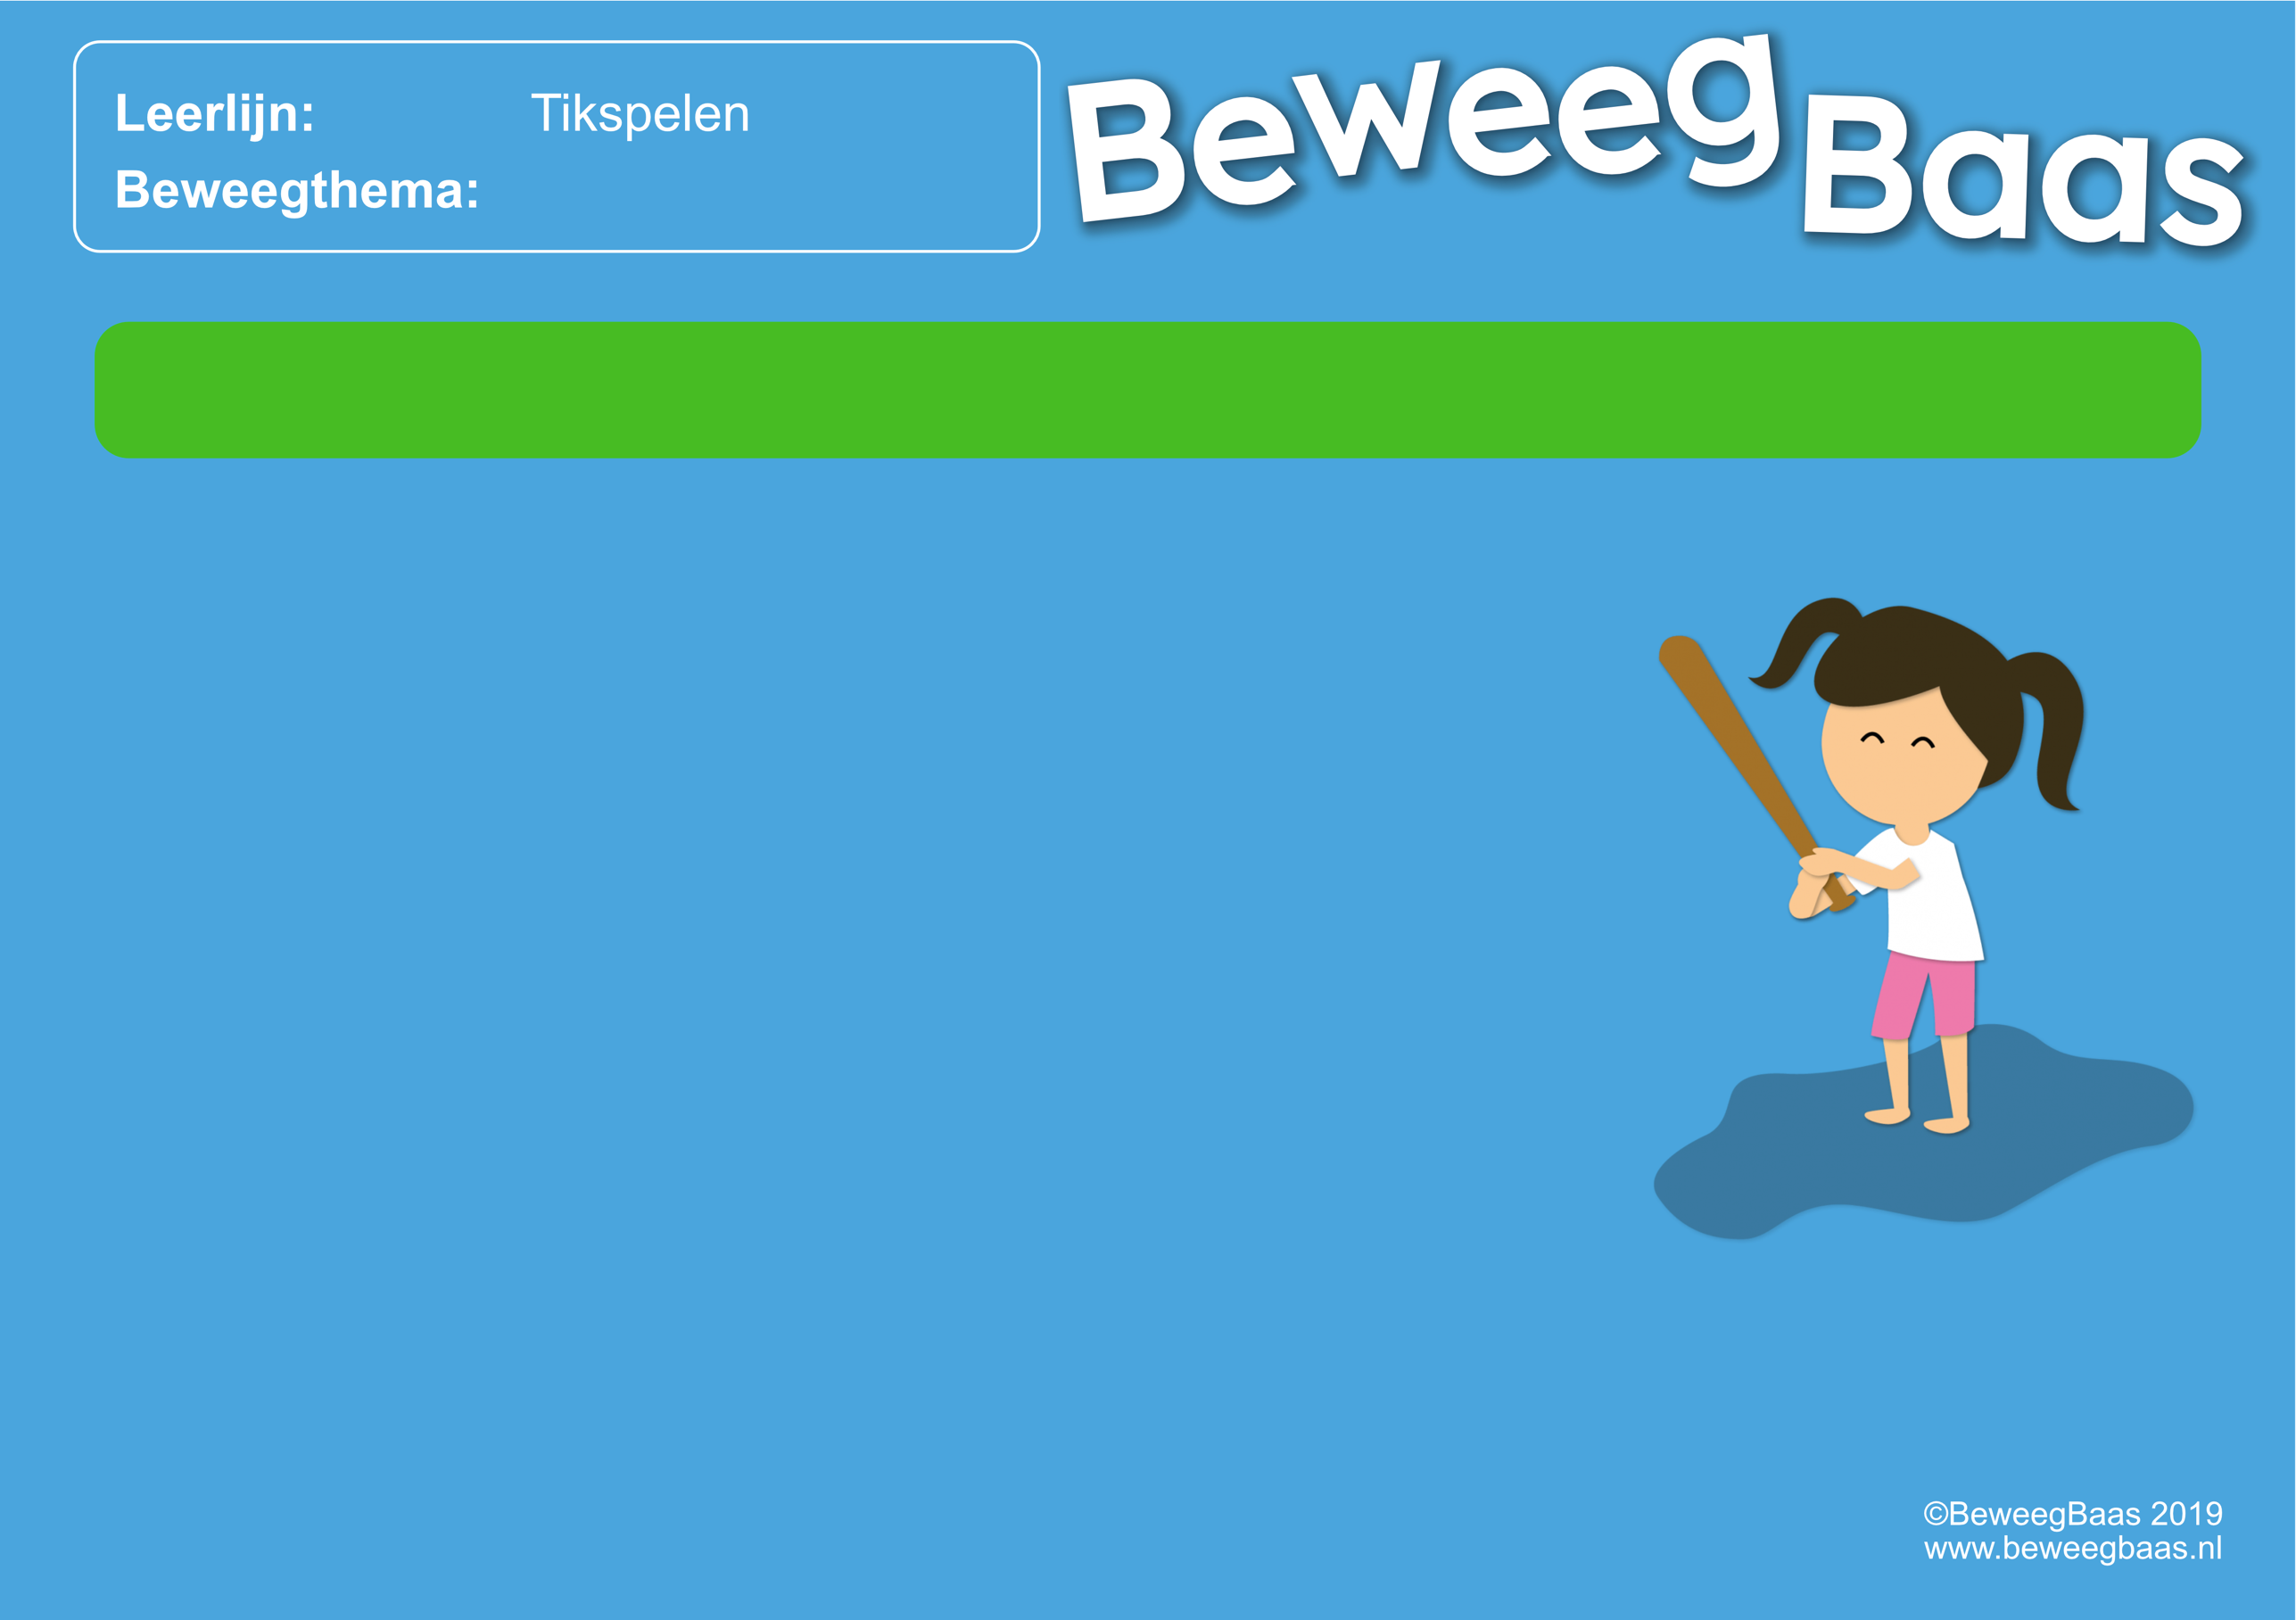 Leerlijn: Tikspelen
Beweegthema:
BeweegBaas
©BeweegBaas 2019
www.beweegbaas.nl